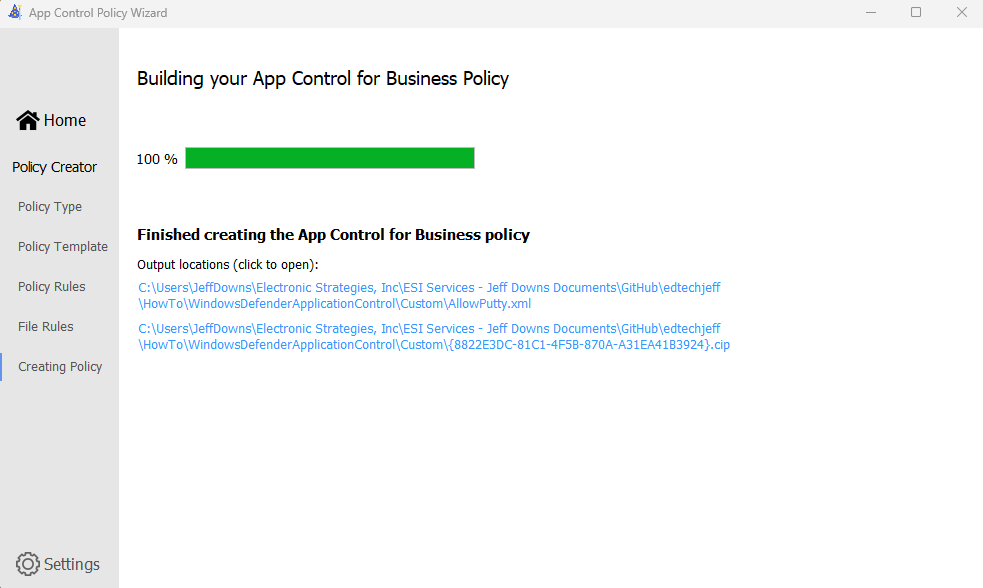 App Control Policy Wizard
Home
Policy Creator
Policy Type
Policy Template
Policy Rules
File Rules
Creating Policy
Settings
Building your App Control for Business Policy
100 %
Finished creating the App Control for Business policy
Output locations (click to open):
C:\Users\JeffDowns\Electronic Strategies, Inc\ESI Services - Jeff Downs Documents\GitHub\edtechjeff
\HowTo\WindowsDefenderApplicationControl\Custom\AllowPutty.xml
C:\Users\JeffDowns\Electronic Strategies, Inc\ESI Services - Jeff Downs Documents\GitHub\edtechjeff
\HowTo\WindowsDefenderApplicationControl\Custom\{8822E3DC-81C1-4F5B-870A-A31EA41B3924}.cip